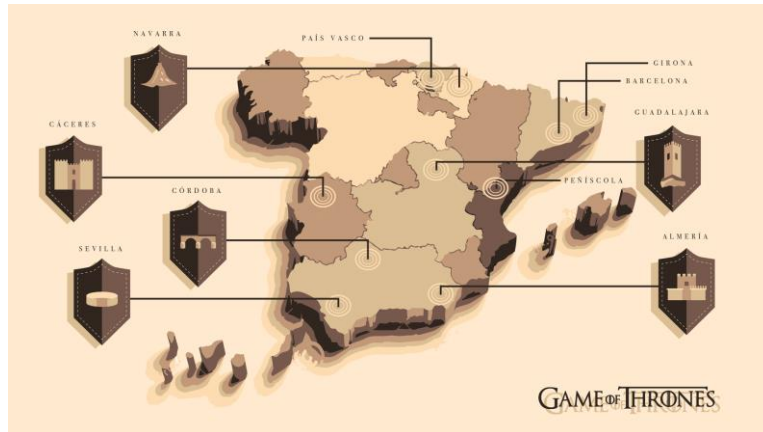 NAVARRA
PAÍS VASCO
GIRONA
BARCELONA
CÁCERES
GUADALAJARA
CÓRDOBA
PEÑÍSCOLA
SEVILLA
ALMERÍA
GAME OF THRONES